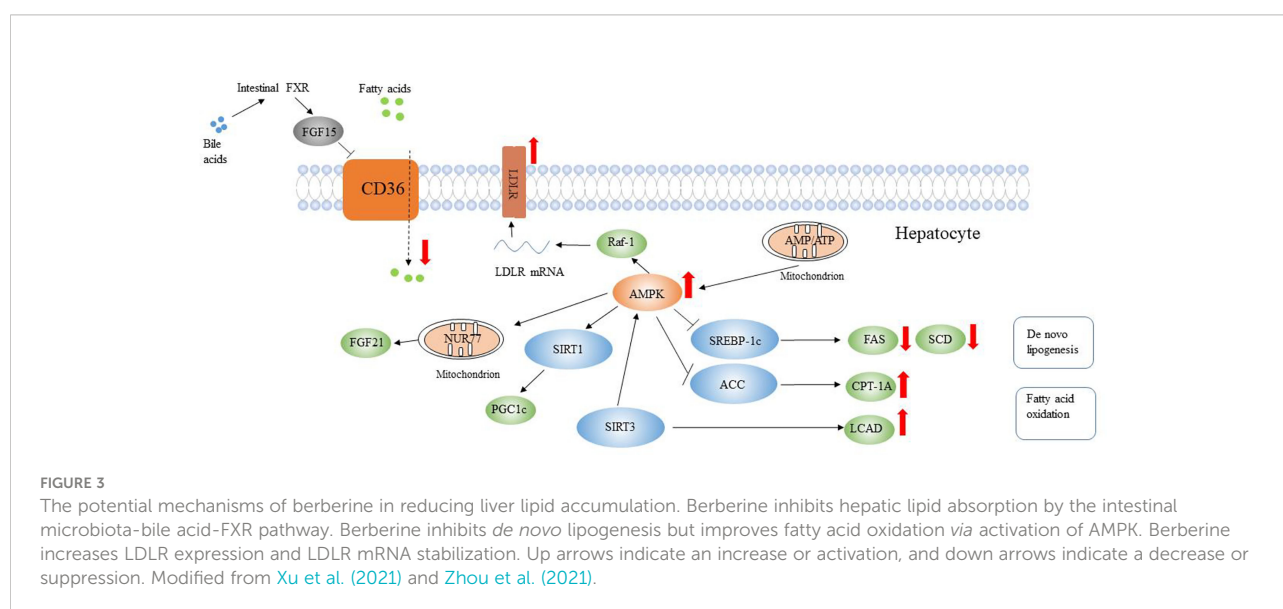 Intestinal FXR
Fatty acids
FGF15
Bile
acids
CD36
LDLR
AMP/ATP
Hepatocyte
Raf-1
LDLR mRNA
Mitochondrion
AMPK
FGF21
NUR77
SIRT1
SREBP-1c
FAS
SCD
De novo
lipogenesis
Mitochondrion
ACC
CPT-1A
PGC1c
Fatty acid
oxidation
SIRT3
LCAD
FIGURE 3
The potential mechanisms of berberine in reducing liver lipid accumulation. Berberine inhibits hepatic lipid absorption by the intestinal
microbiota-bile acid-FXR pathway. Berberine inhibits de novo lipogenesis but improves fatty acid oxidation via activation of AMPK. Berberine
increases LDLR expression and LDLR mRNA stabilization. Up arrows indicate an increase or activation, and down arrows indicate a decrease or
suppression. Modified from Xu et al. (2021) and Zhou et al. (2021).